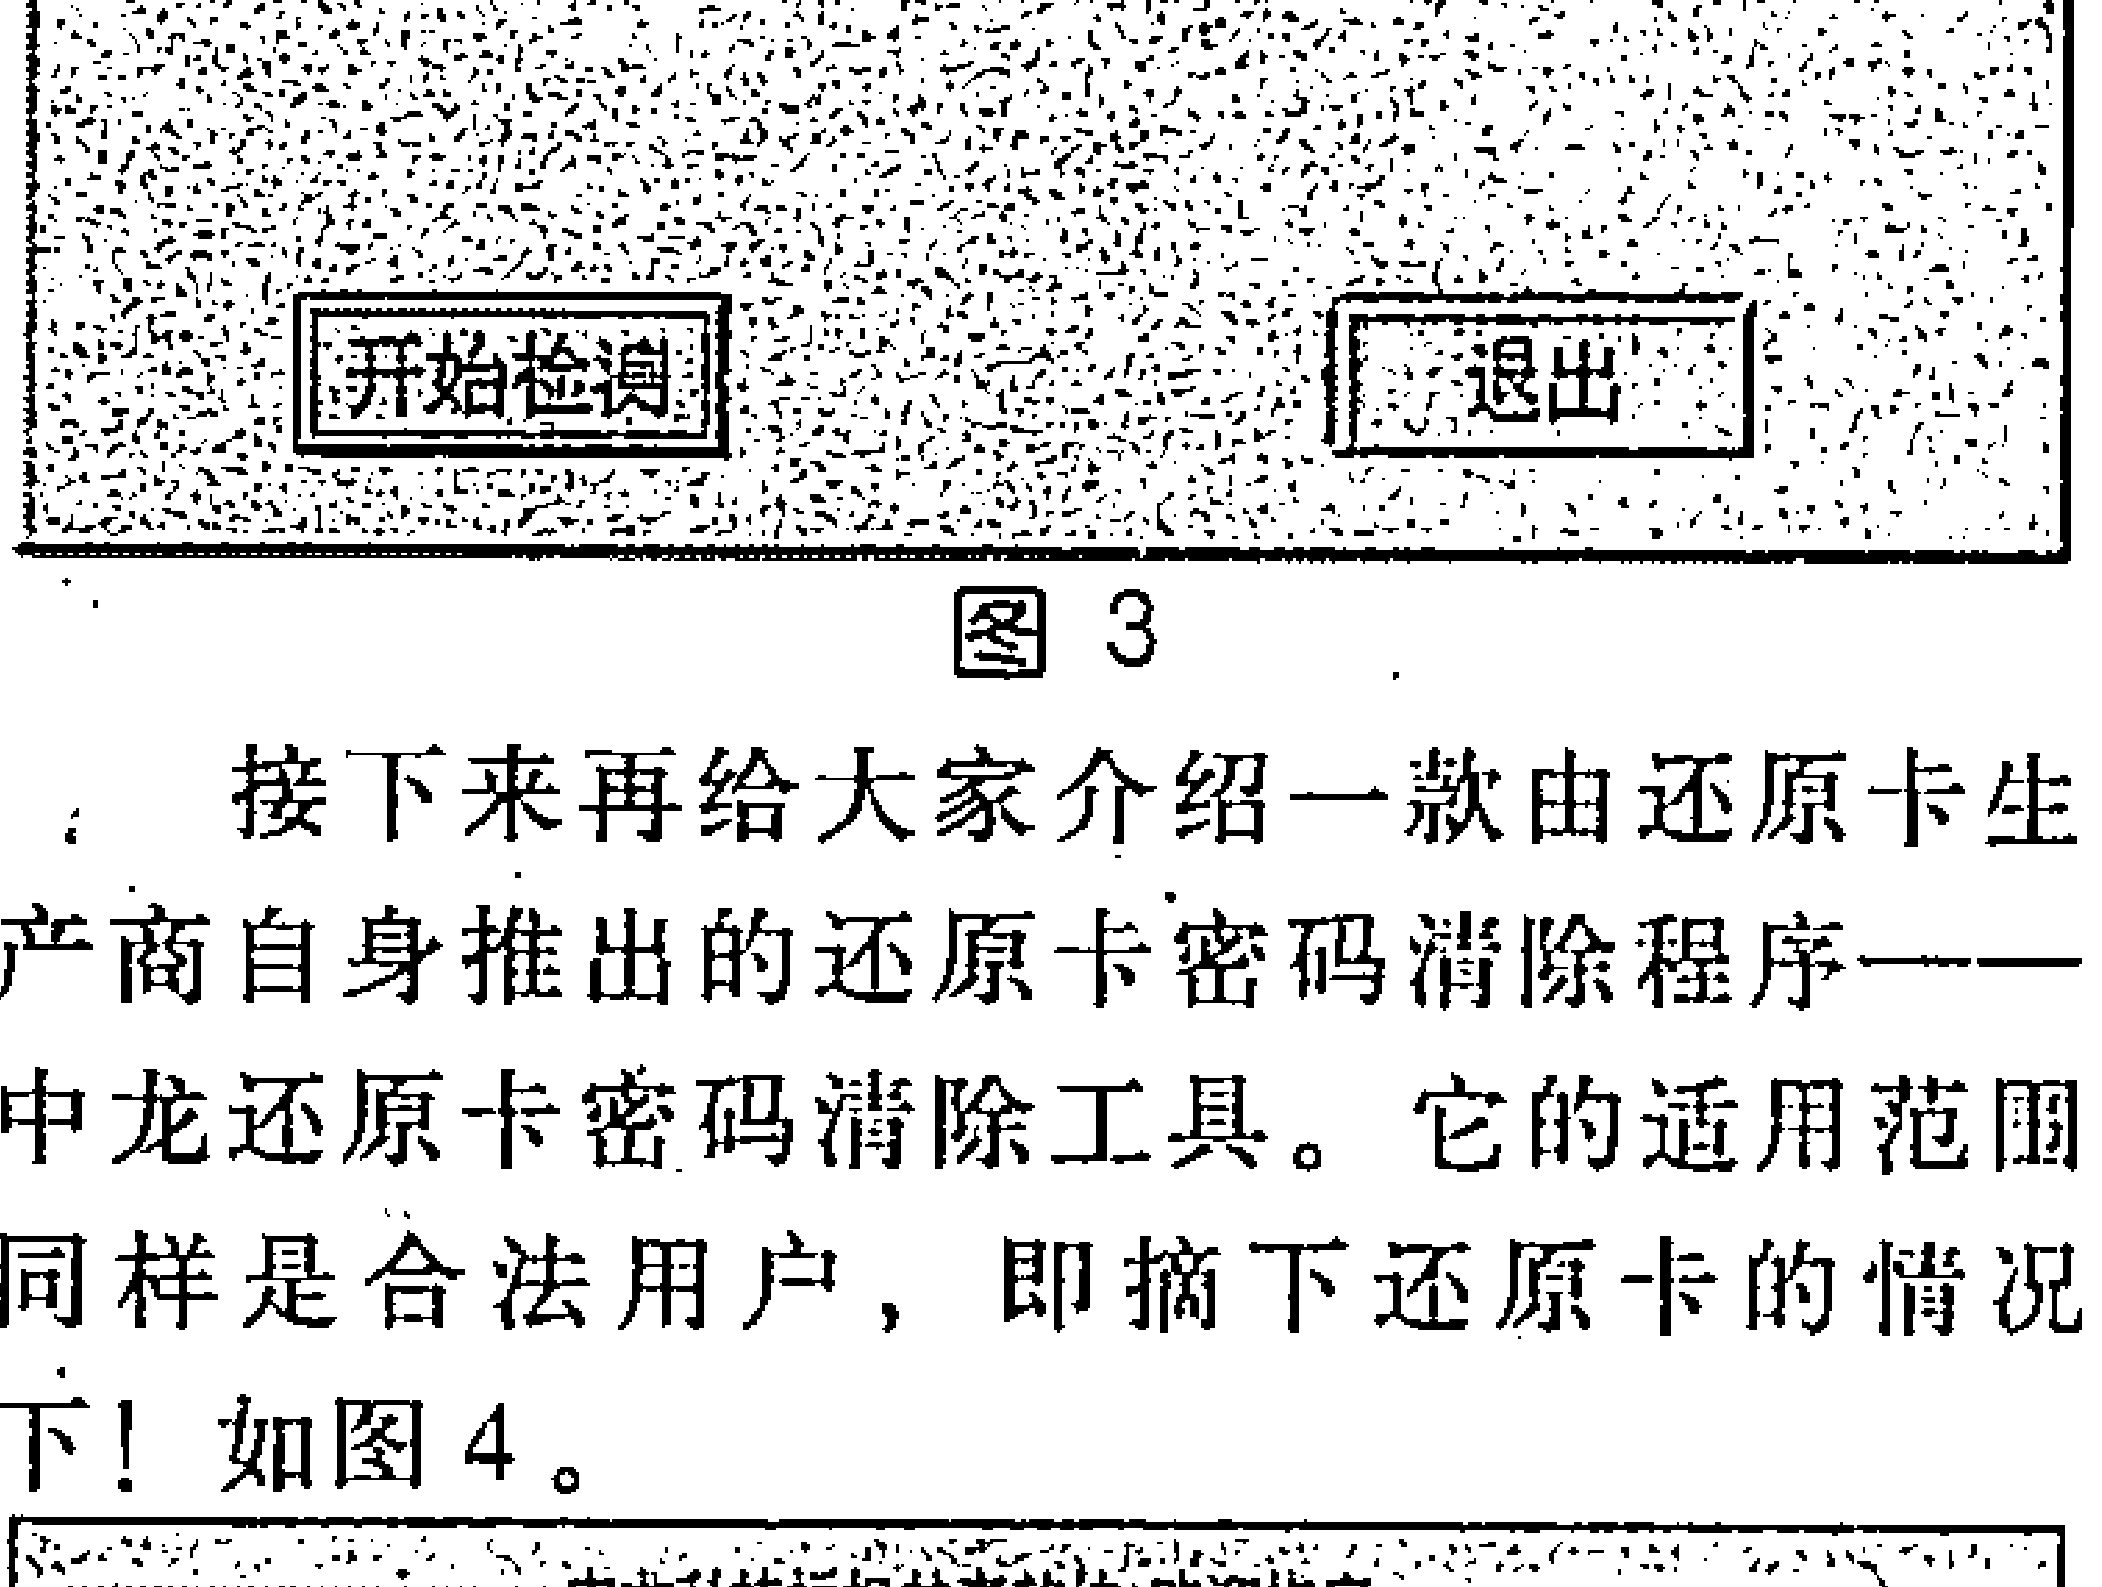 开始检测 退出
图 3
接下来再给大家介绍一款由还原卡生
产商自身推出的还原卡密码清除程序——
中龙还原卡密码清除工具。它的适用范围
同样是合法用户，即摘下还原卡的情况
下！如图 4。